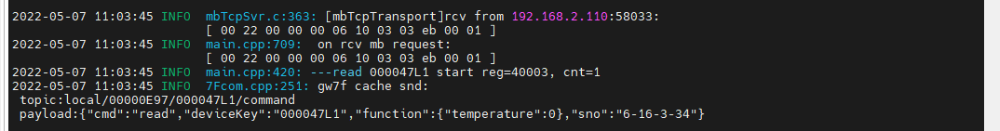 2022-05-07 11:03:45 INFO  mbTcpSvr.c:363: [mbTcpTransport]rcv from 192.168.2.110:58033:
[ 00 22 00 00 00 06 10 03 03 eb 00 01 ]
2022-05-07 11:03:45 INFO  main.cpp:709:  on rcv mb request:
[ 00 22 00 00 00 06 10 03 03 eb 00 01 ]
2022-05-07 11:03:45 INFO  main.cpp:420: ---read 000047L1 start reg=40003, cnt=1
2022-05-07 11:03:45 INFO  7Fcom.cpp:251: gw7f cache snd:
topic:local/00000E97/000047L1/command
payload:{"cmd":"read","deviceKey":"000047L1","function":{"temperature":0},"sno":"6-16-3-34"}